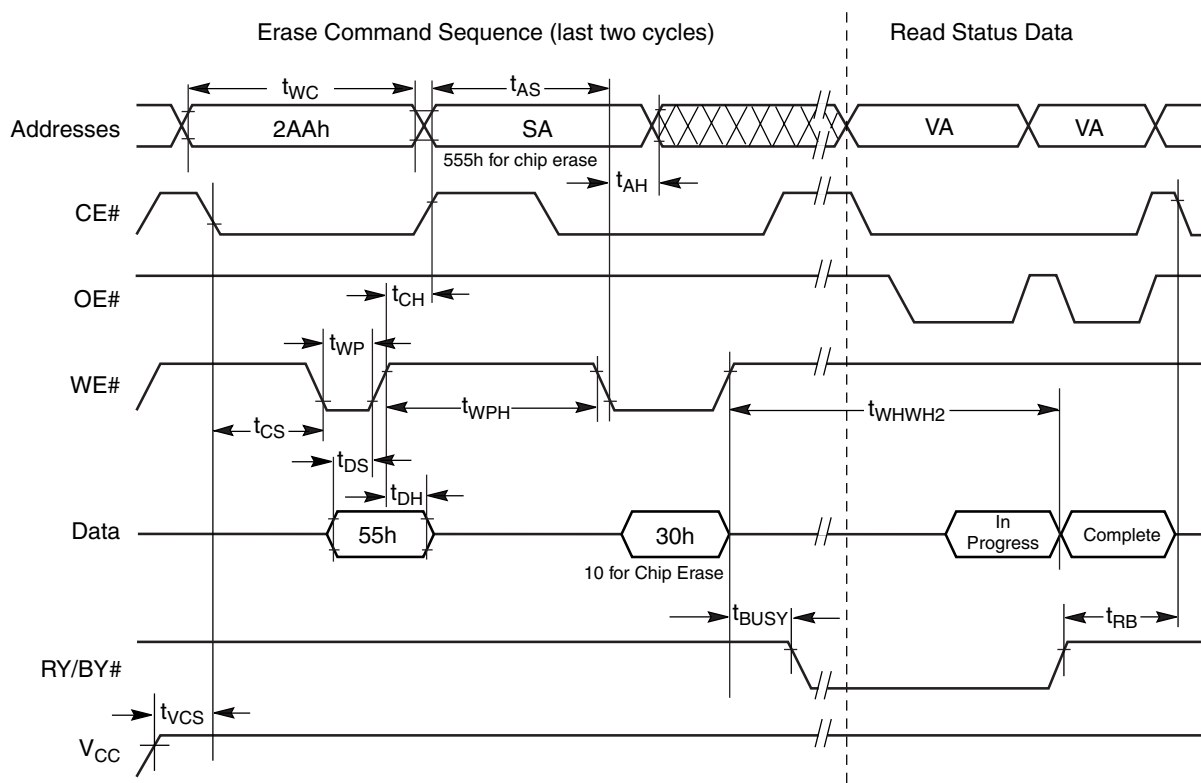 Erase Command Sequence (last two cycles)
Read Status Data
tWC
tAS
Addresses
2AAh
SA
VA
VA
555h for chip erase
tAH
CE#
OE#
tCH
tWP
WE#
tWPH
tWHWH2
tCS
tDS
tDH
Data
55h
30h
In
Progress
Complete
10 for Chip Erase
tBUSY
tRB
RY/BY#
tVCS
VCC